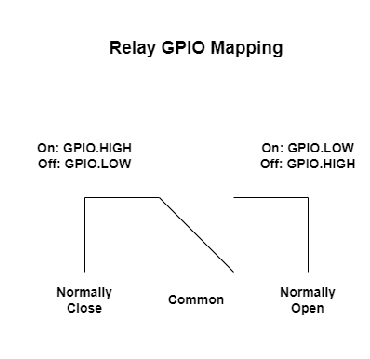 Relay GPIO Mapping
On: GPIO.HIGH
Off: GPIO.LOW
On: GPIO.LOW
Off: GPIO.HIGH
Normally
Close
Common
Normally
Open